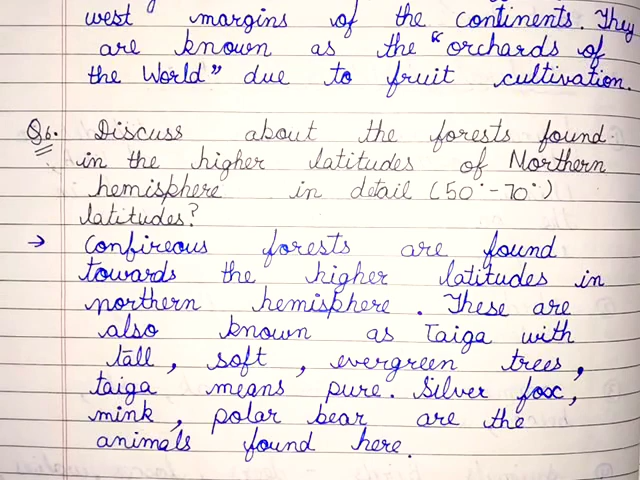 west margins of the continents. They
are known as the "orchards of
the World" due to fruit cultivation.
Q6. Discuss about the forests found
in the higher latitudes of Northern
hemisphere in detail (50°-70°)
latitudes?
→ Confireous forests are found
towards the higher latitudes in
northern hemisphere. These are
also known as Taiga with
tall, soft, evergreen trees,
taiga means pure. Silver fox,
mink, polar bear are the
animals found here.